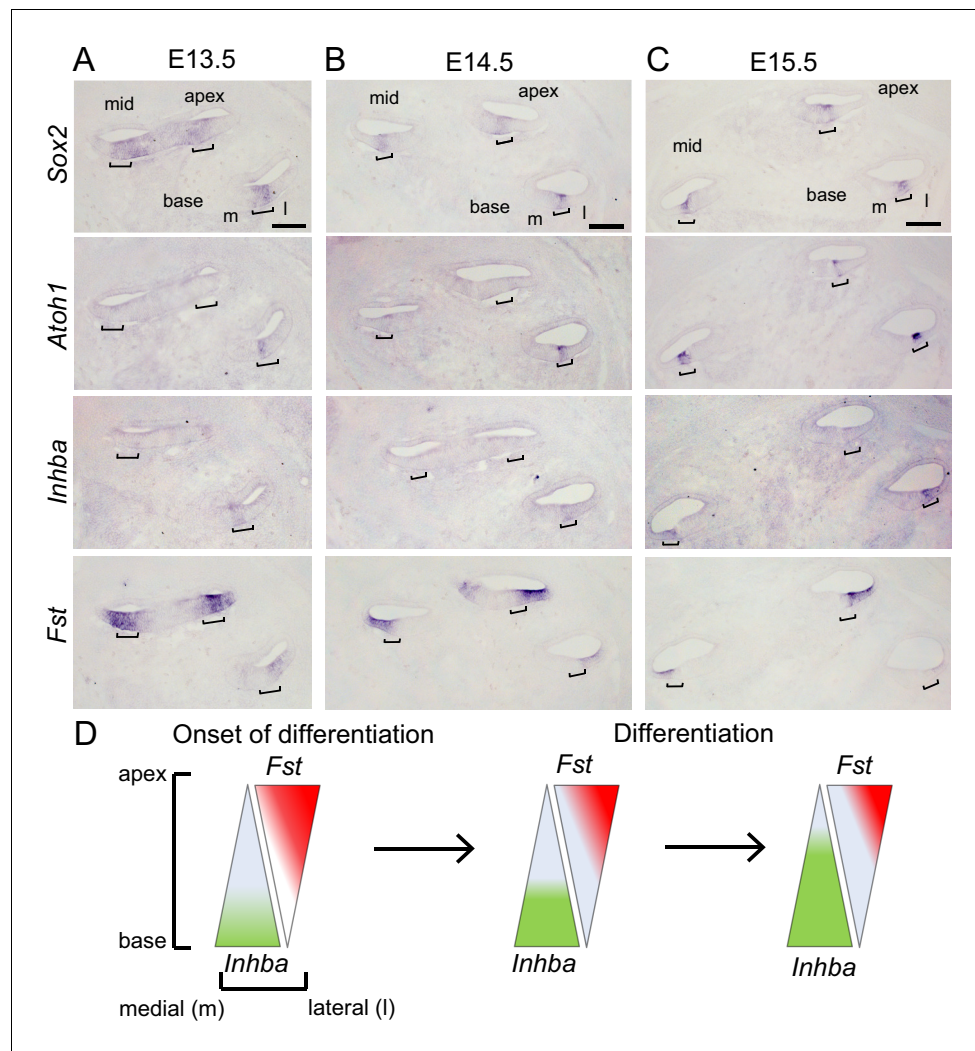 A E13.5 B E14.5 C E15.5
Sox2
mid apex
base m l
mid apex
base m l
mid apex
base m l
Atoh1
Inhba
Fst
D Onset of differentiation Differentiation
apex Fst Fst Fst
base
Inhba Inhba Inhba
medial (m) lateral (l)